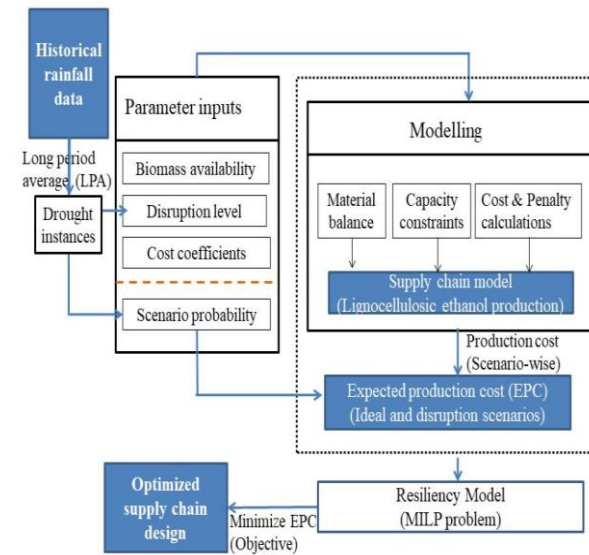 Historical
rainfall
data
Long period
average (LPA)
Drought
instances
Parameter inputs
Biomass availability
Disruption level
Cost coefficients
Scenario probability
Modelling
Material
balance
Capacity
constraints
Cost & Penalty
calculations
Supply chain model
(Lignocellulosic ethanol production)
Production cost
(Scenario-wise)
Expected production cost (EPC)
(Ideal and disruption scenarios)
Resiliency Model
(MILP problem)
Minimize EPC
(Objective)
Optimized
supply chain
design